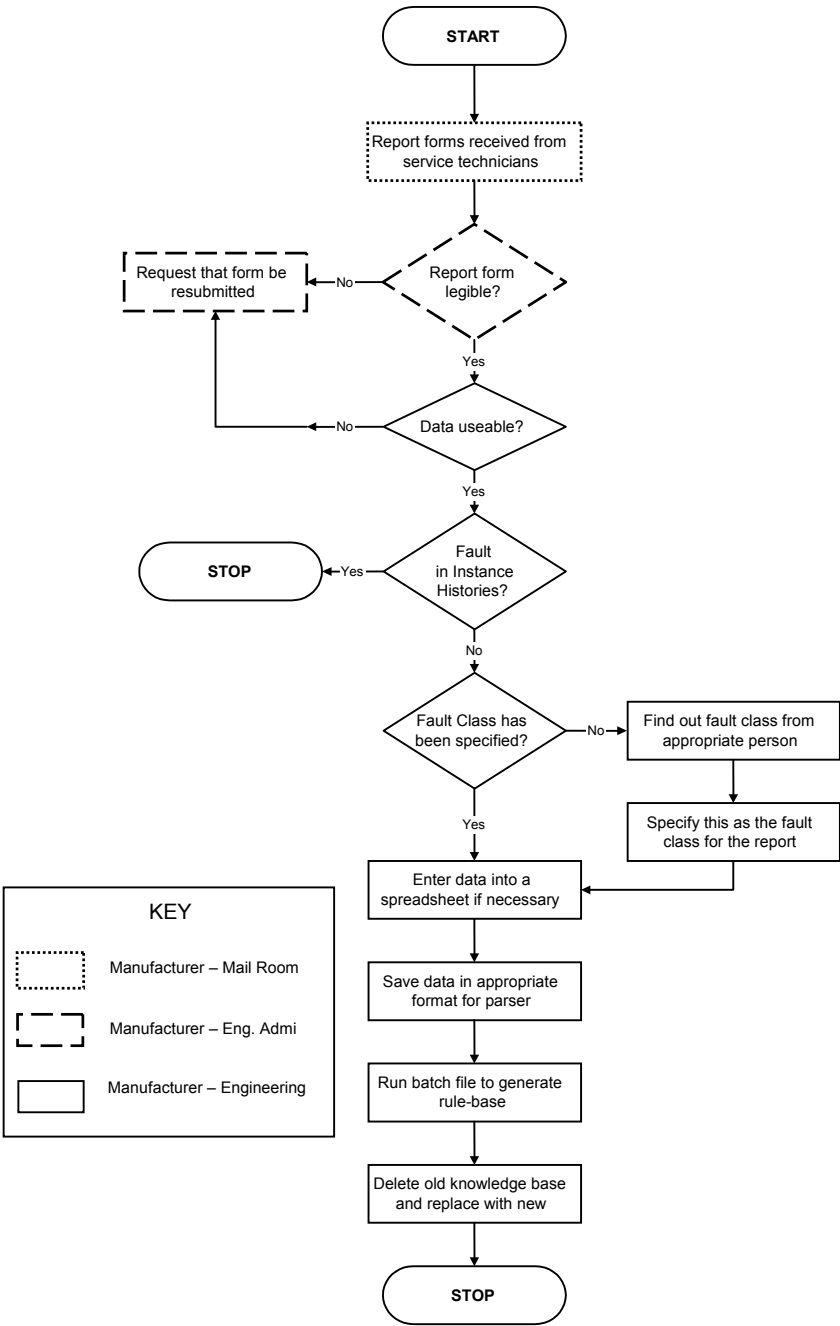 START
Report forms received from
service technicians
Report form
legible?
No
Request that form be
resubmitted
Yes
Data useable?
No
Yes
Fault
in Instance
Histories?
Yes
STOP
No
Fault Class has
been specified?
No
Find out fault class from
appropriate person
Specify this as the fault
class for the report
Yes
Enter data into a
spreadsheet if necessary
Save data in appropriate
format for parser
Run batch file to generate
rule-base
Delete old knowledge base
and replace with new
STOP
KEY
Manufacturer – Mail Room
Manufacturer – Eng. Admi
Manufacturer – Engineering